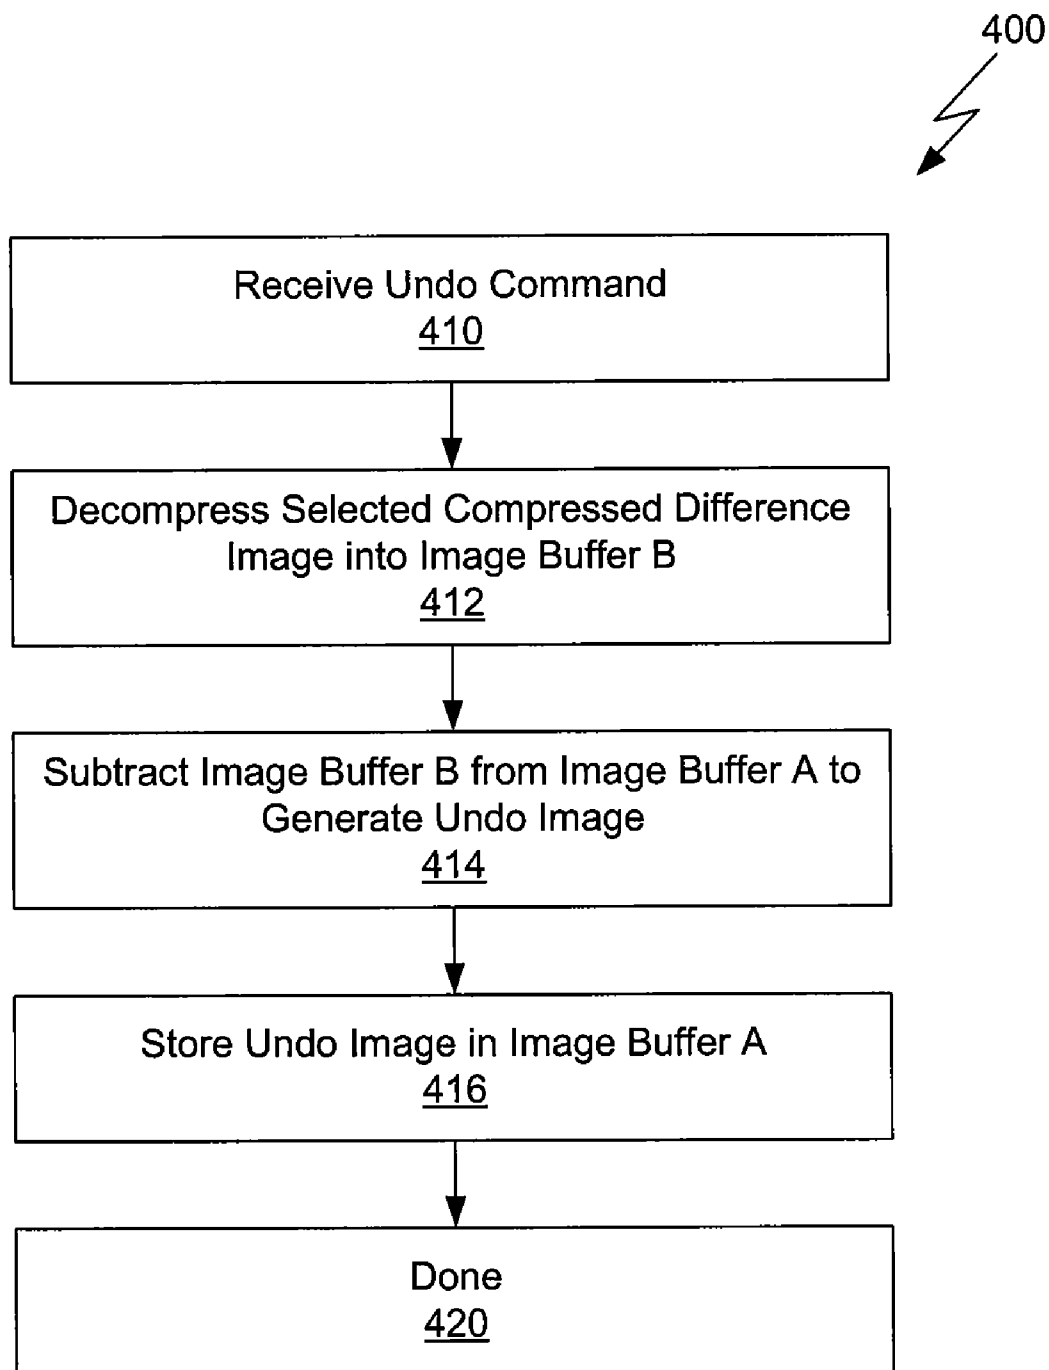 400
Receive Undo Command
410
Decompress Selected Compressed Difference
Image into Image Buffer B
412
Subtract Image Buffer B from Image Buffer A to
Generate Undo Image
414
Store Undo Image in Image Buffer A
416
Done
420